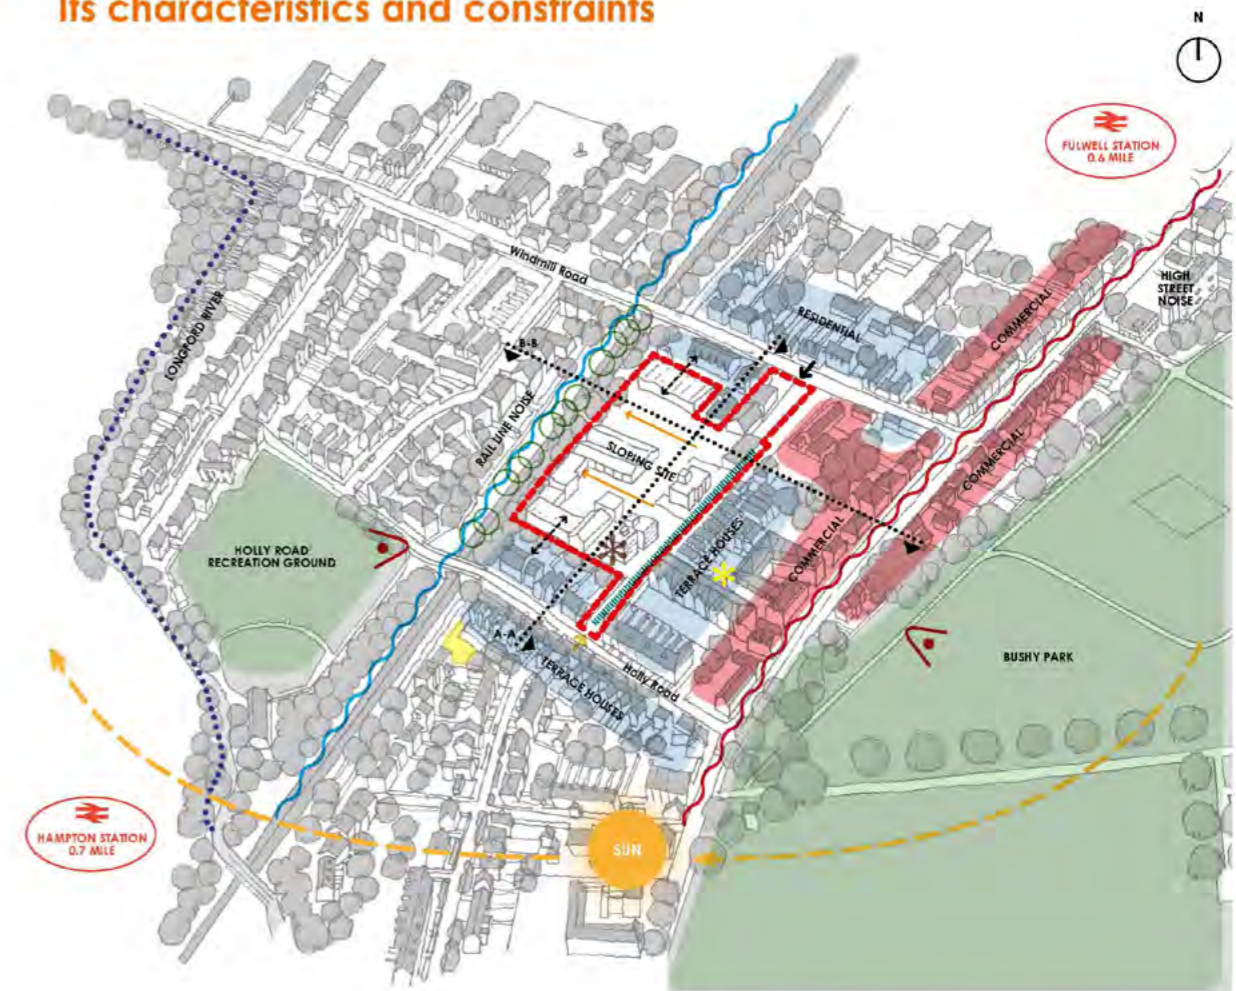 Its characteristics and constraints
N
FULWELL STATION
0.6 MILE
Windmill Road
HIGH
STREET
NOISE
LONGFORD RIVER
RESIDENTIAL
COMMERCIAL
B-B
RAIL LINE NOISE
SLOPING SITE
COMMERCIAL
HOLLY ROAD
RECREATION GROUND
TERRACE HOUSES
COMMERCIAL
A-A
TERRACE HOUSES
Holly Road
BUSHY PARK
HAMPTON STATION
0.7 MILE
SUN